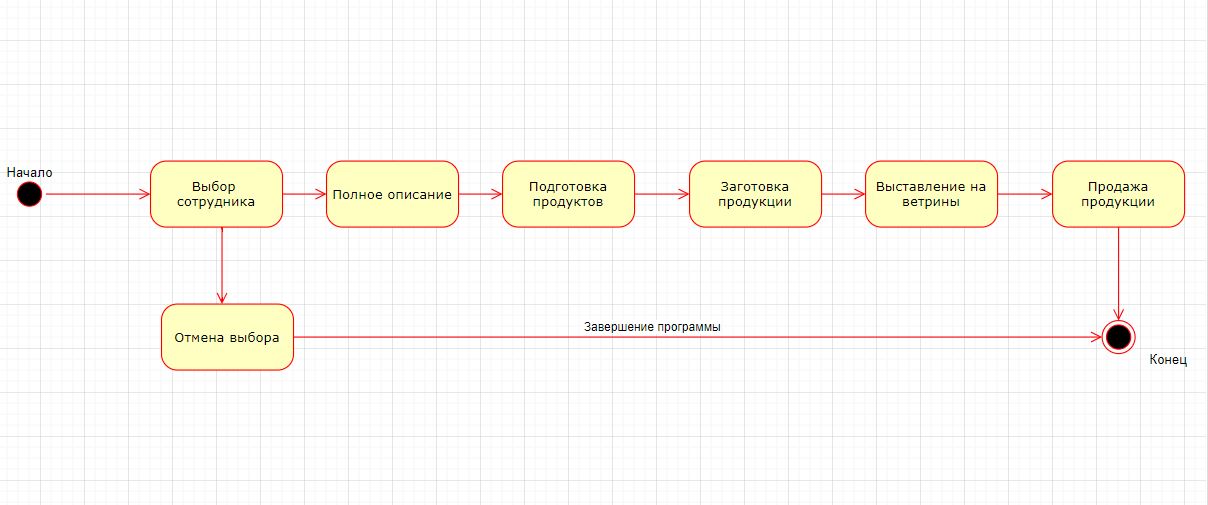 Начало
Выбор
сотрудника
Полное описание
Подготовка
продуктов
Заготовка
продукции
Выставление на
ветрины
Продажа
продукции
Отмена выбора
Завершение программы
Конец